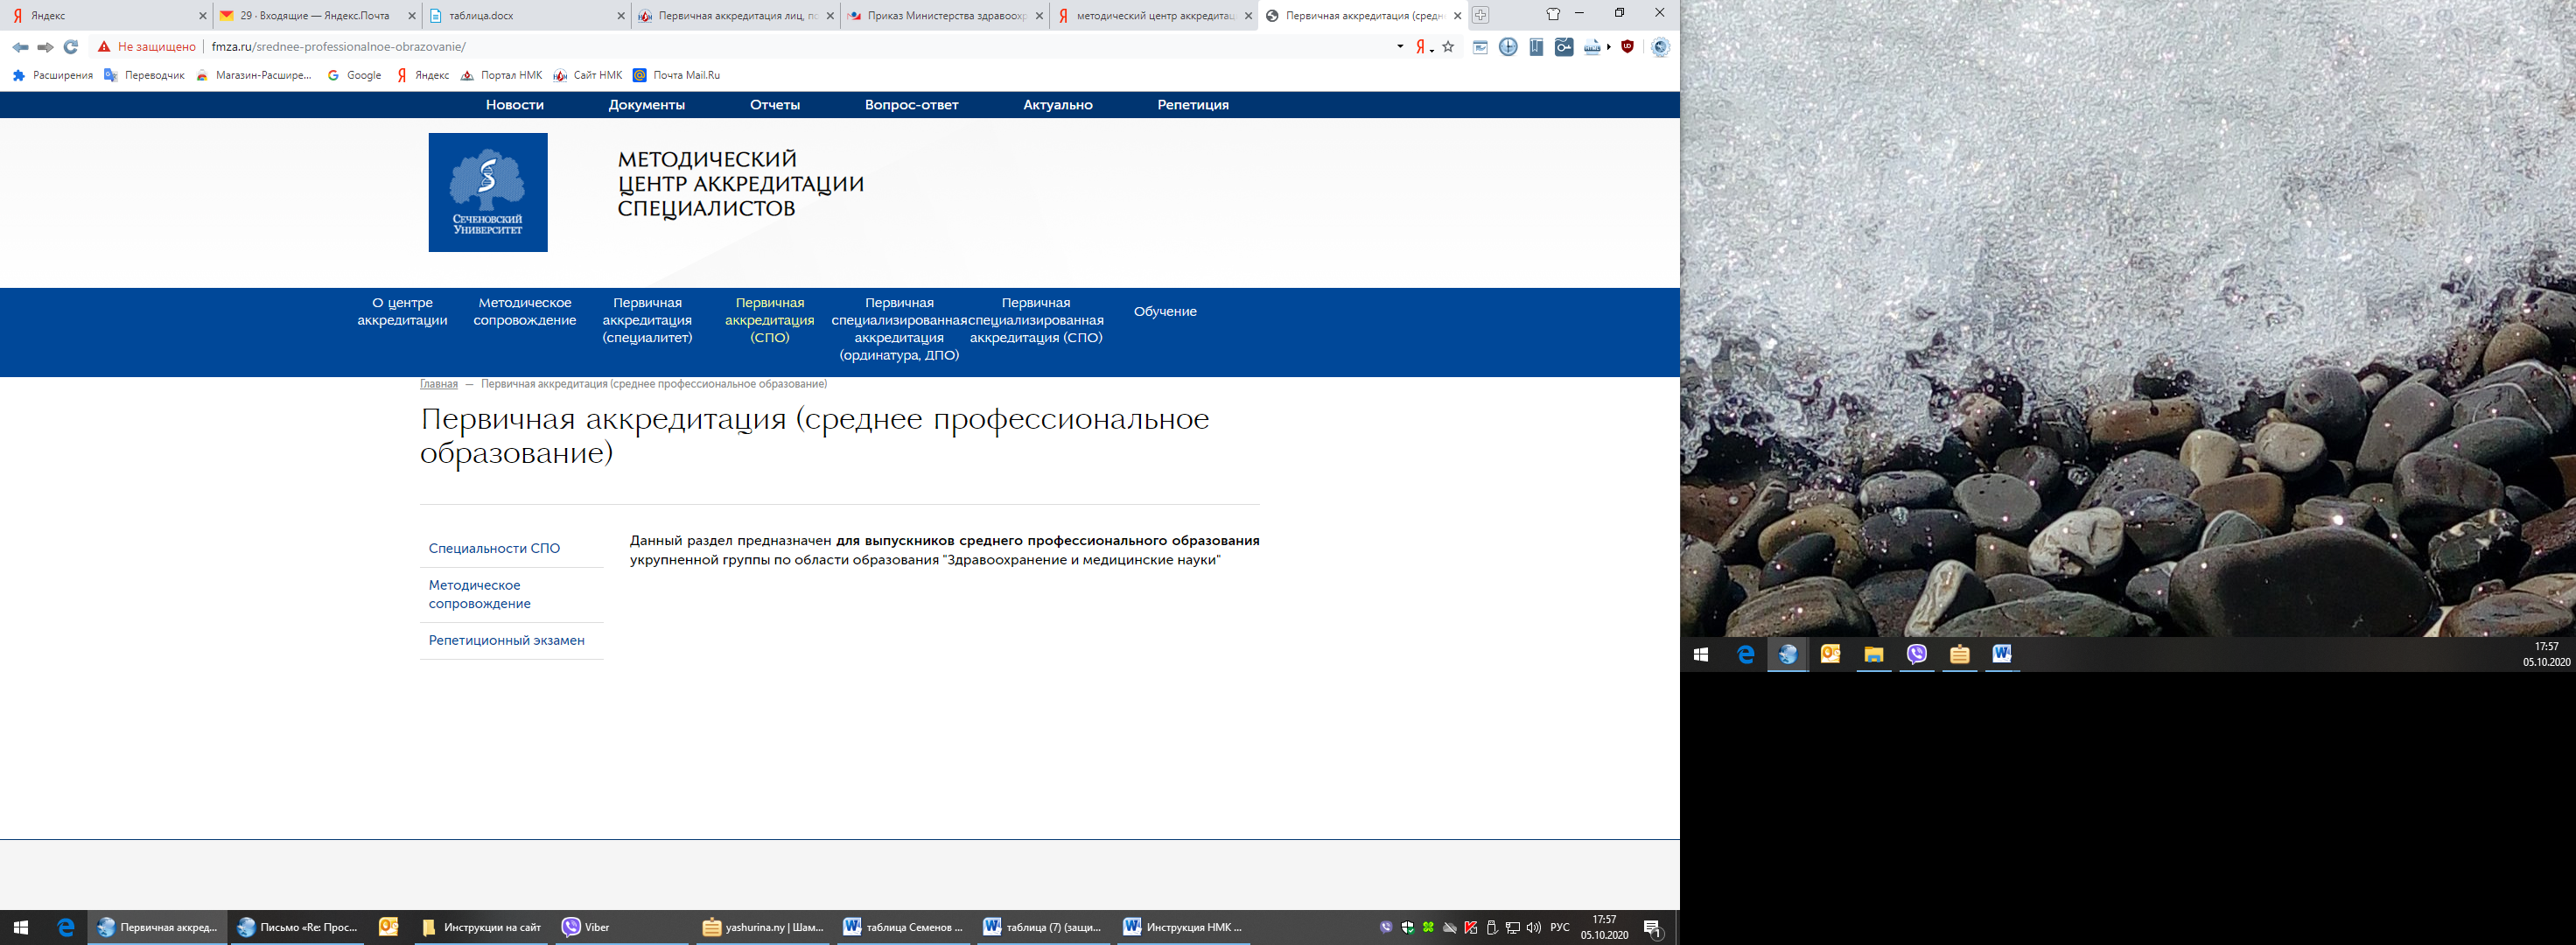 Яндекс
29 · Входящие — Яндекс.Почта
таблица.docx
Первичная аккредитация лиц, по
Приказ Министерства здравоохр
методический центр аккредитац
Первичная аккредитация (средн
Не защищено
fmza.ru/srednee-professionalnoe-obrazovanie/
Расширения
Переводчик
Магазин-Расшире...
Google
Яндекс
Портал НМК
Сайт НМК
Почта Mail.Ru
Новости
Документы
Отчеты
Вопрос-ответ
Актуально
Репетиция
Сеченовский
Университет
МЕТОДИЧЕСКИЙ
ЦЕНТР АККРЕДИТАЦИИ
СПЕЦИАЛИСТОВ
О центре
аккредитации
Методическое
сопровождение
Первичная
аккредитация
(специалитет)
Первичная
аккредитация
(СПО)
Первичная
специализированная
аккредитация
(ординатура, ДПО)
Первичная
специализированная
аккредитация (СПО)
Обучение
Главная — Первичная аккредитация (среднее профессиональное образование)
Первичная аккредитация (среднее профессиональное
образование)
Специальности СПО
Методическое
сопровождение
Репетиционный экзамен
Данный раздел предназначен для выпускников среднего профессионального образования
укрупненной группы по области образования "Здравоохранение и медицинские науки"
17:57
05.10.2020
Первичная аккред...
Письмо «Re: Прос...
Инструкции на сайт
Viber
yashurina.ny | Шам...
таблица Семенов ...
таблица (7) (защи...
Инструкция НМК ...
РУС
17:57
05.10.2020
1